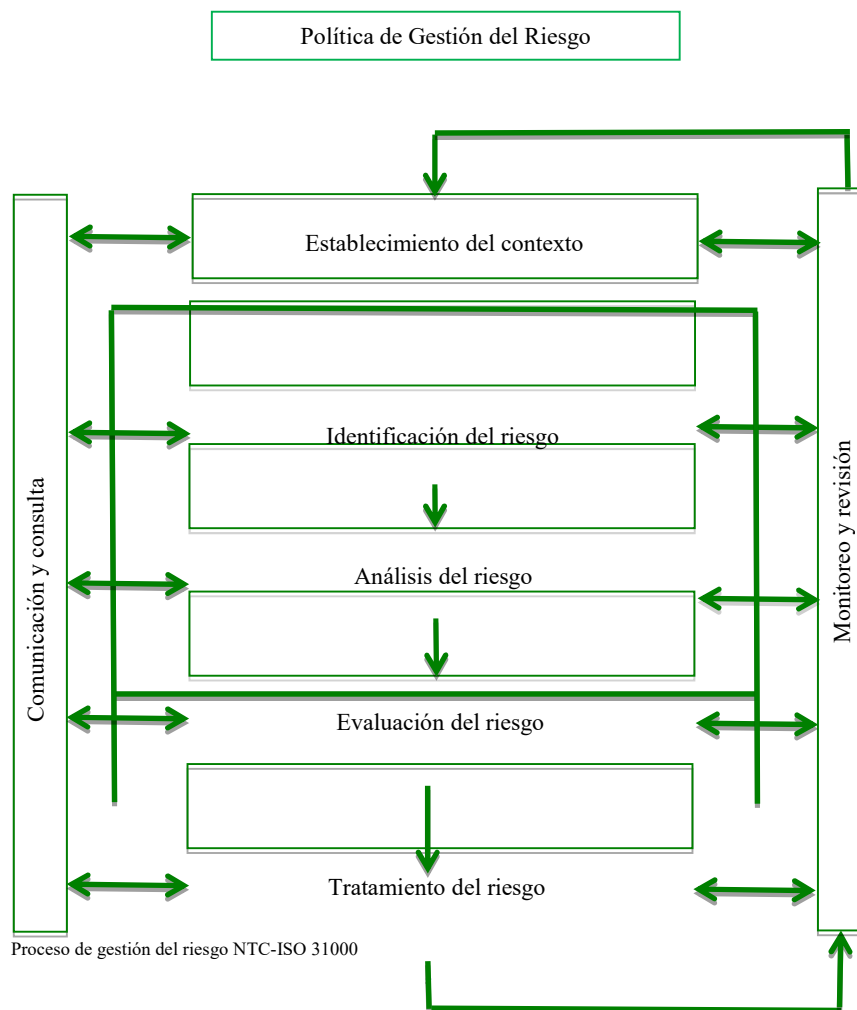 Política de Gestión del Riesgo
Establecimiento del contexto
Identificación del riesgo
Comunicación y consulta
Monitoreo y revisión
Análisis del riesgo
Evaluación del riesgo
Tratamiento del riesgo
Proceso de gestión del riesgo NTC-ISO 31000